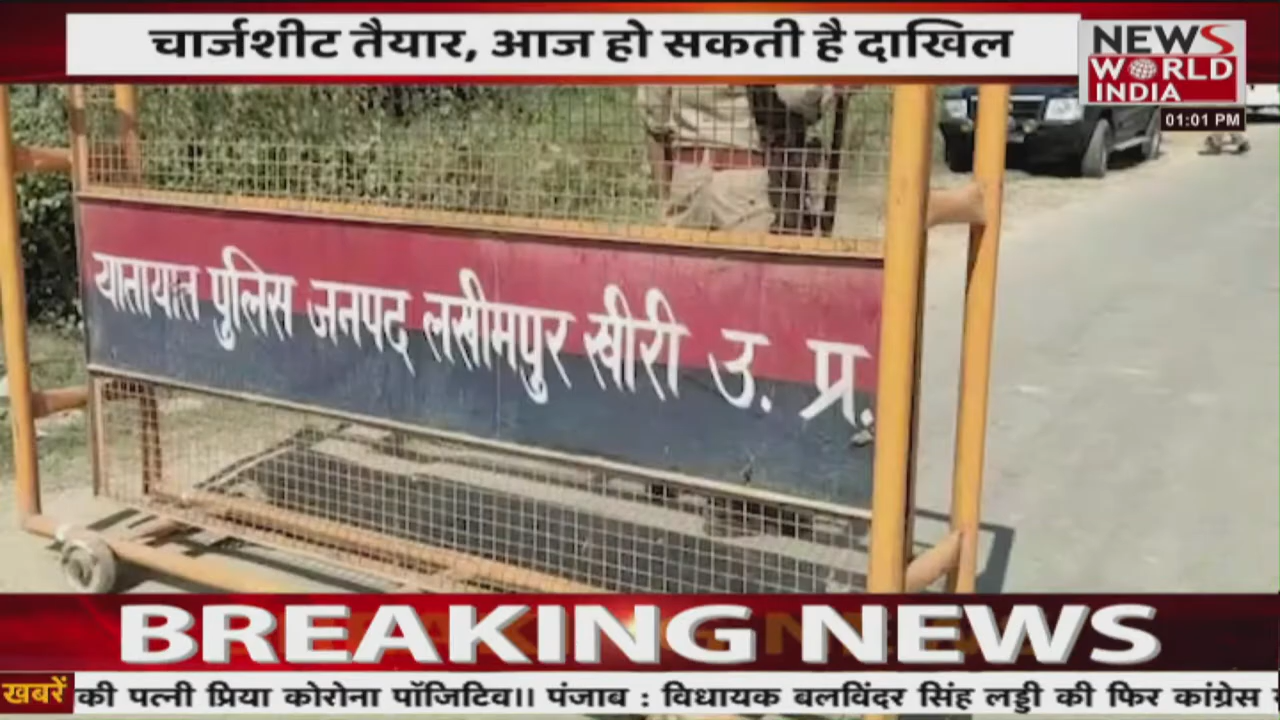 चार्जशीट तैयार, आज हो सकती है दाखिल
NEWS
WORLD
INDIA
01:01 PM
यातायात पुलिस जनपद लखीमपुर खीरी उ. प्र.
BREAKING NEWS
खबरें की पत्नी प्रिया कोरोना पॉजिटिव।। पंजाब : विधायक बलविंदर सिंह लड्डी की फिर कांग्रेस